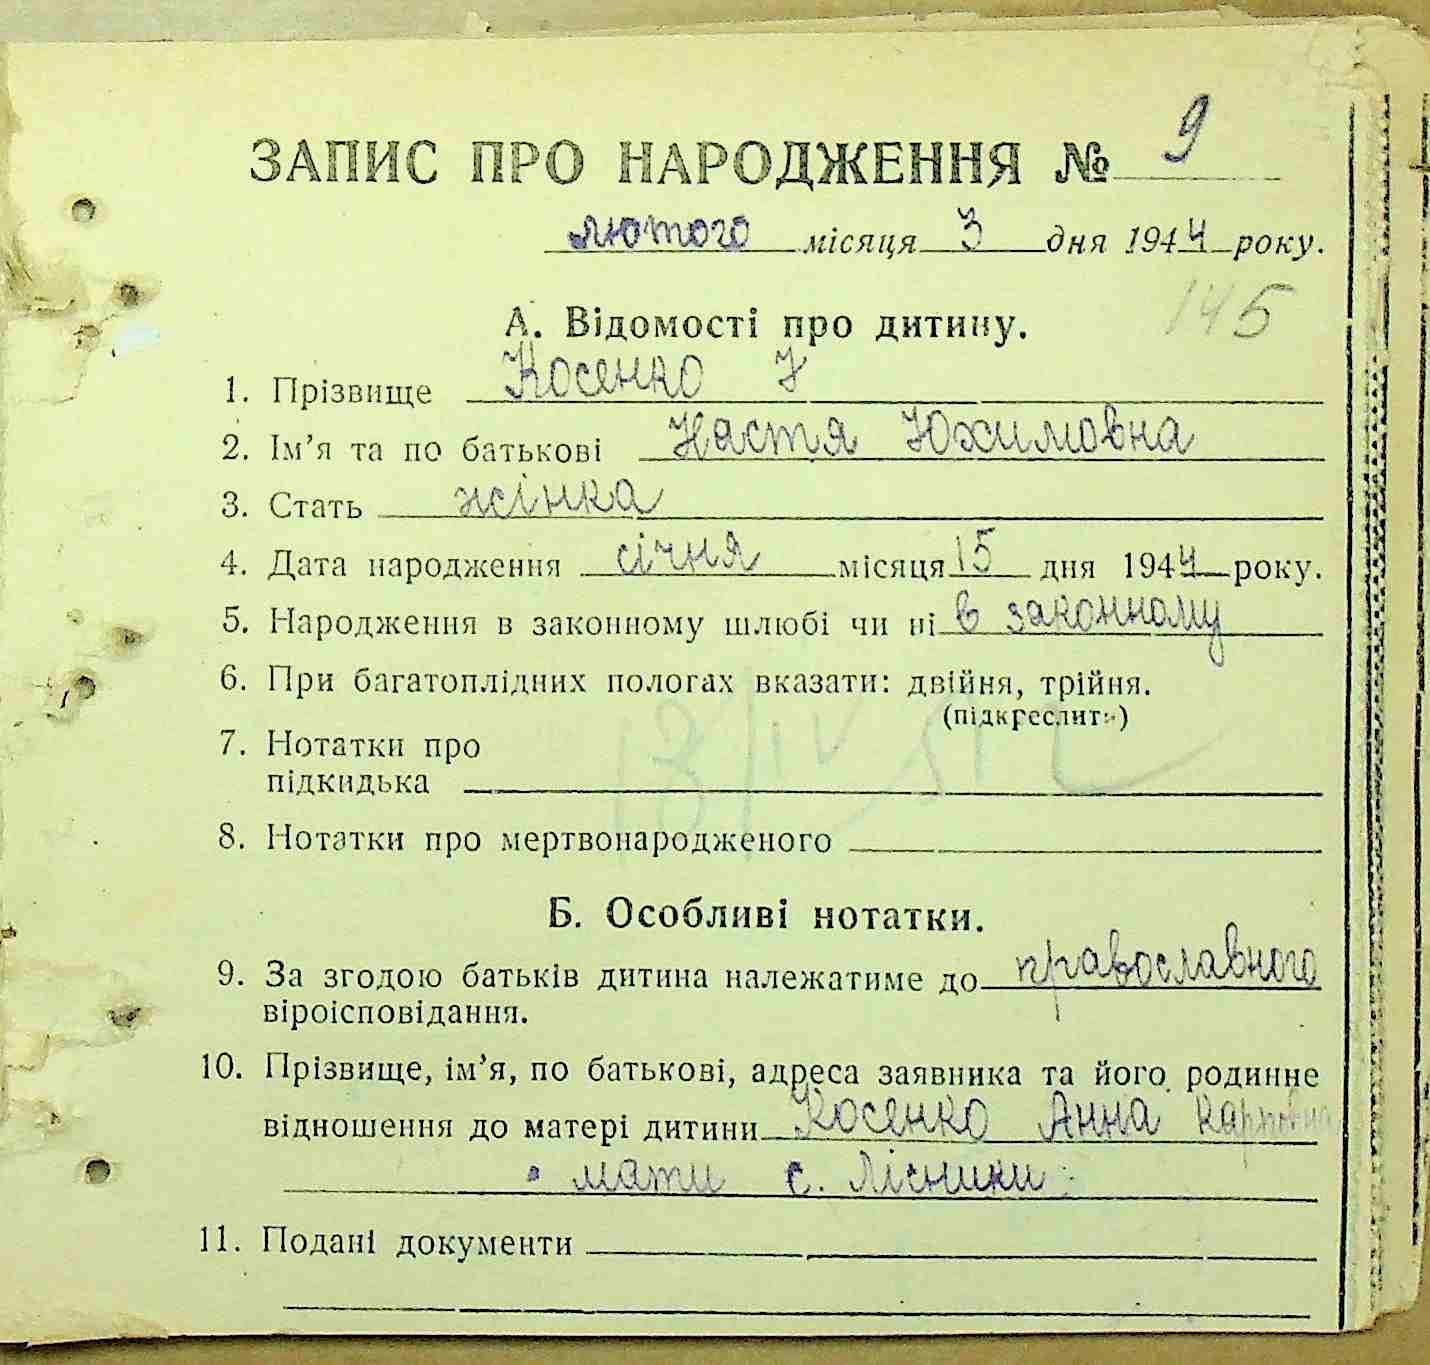 ЗАПИС ПРО НАРОДЖЕННЯ № 9
лютого місяця 3 дня 1944 року.
145
А. Відомості про дитину.
1. Прізвище Косенко Н
2. Ім'я та по батькові Настя Юхимовна
3. Стать жінка
4. Дата народження січня місяця 15 дня 1944 року.
5. Народження в законному шлюбі чи ні в законному
6. При багатоплідних пологах вказати: двійня, трійня.
(підкреслити)
7. Нотатки про
підкидька
8. Нотатки про мертвонародженого
Б. Особливі нотатки.
9. За згодою батьків дитина належатиме до православного
віроісповідання.
10. Прізвище, ім'я, по батькові, адреса заявника та його родинне
відношення до матері дитини Косенко Анна Карповна
мати с. Лісники
11. Подані документи